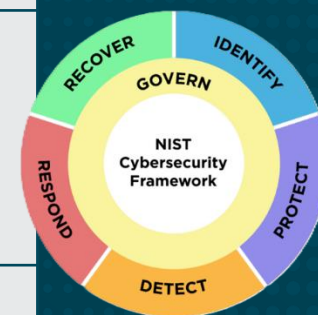 RECOVER
IDENTIFY
GOVERN
NIST
Cybersecurity
Framework
RESPOND
PROTECT
DETECT